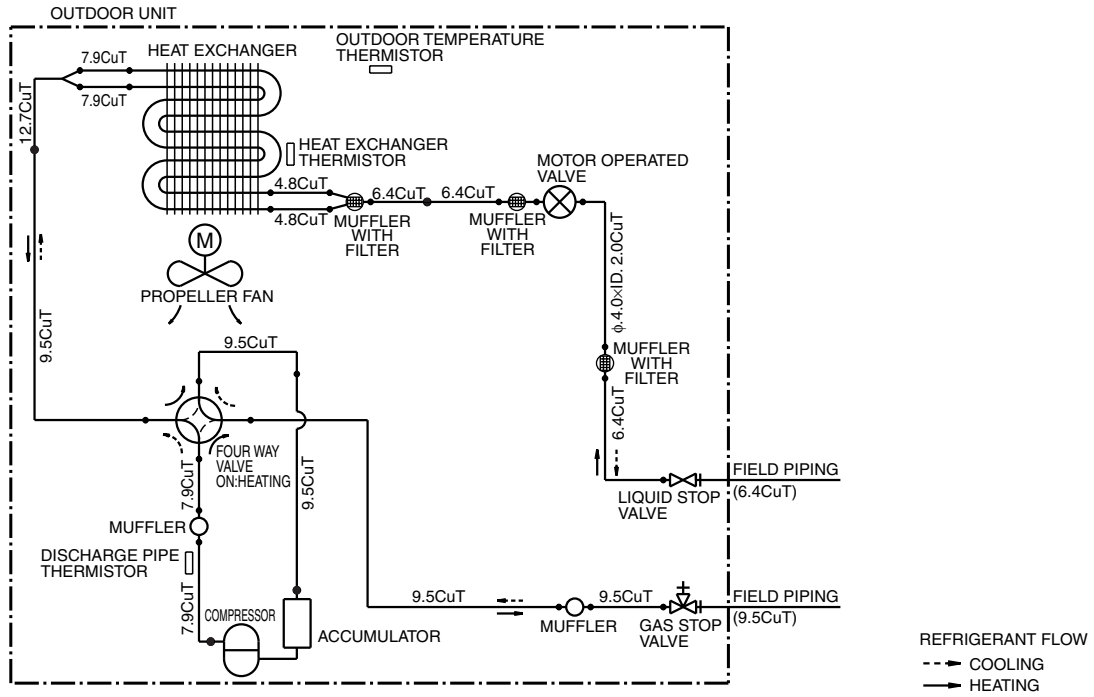 OUTDOOR UNIT
7.9CuT
HEAT EXCHANGER
OUTDOOR TEMPERATURE
THERMISTOR
7.9CuT
12.7CuT
HEAT EXCHANGER
THERMISTOR
MOTOR OPERATED
VALVE
4.8CuT
6.4CuT
6.4CuT
4.8CuT
MUFFLER
WITH
FILTER
MUFFLER
WITH
FILTER
M
φ.4.0×ID. 2.0CuT
PROPELLER FAN
9.5CuT
9.5CuT
MUFFLER
WITH
FILTER
6.4CuT
FOUR WAY
VALVE
ON:HEATING
7.9CuT
9.5CuT
FIELD PIPING
(6.4CuT)
LIQUID STOP
VALVE
MUFFLER
DISCHARGE PIPE
THERMISTOR
7.9CuT
COMPRESSOR
ACCUMULATOR
9.5CuT
9.5CuT
FIELD PIPING
(9.5CuT)
MUFFLER
GAS STOP
VALVE
REFRIGERANT FLOW
COOLING
HEATING